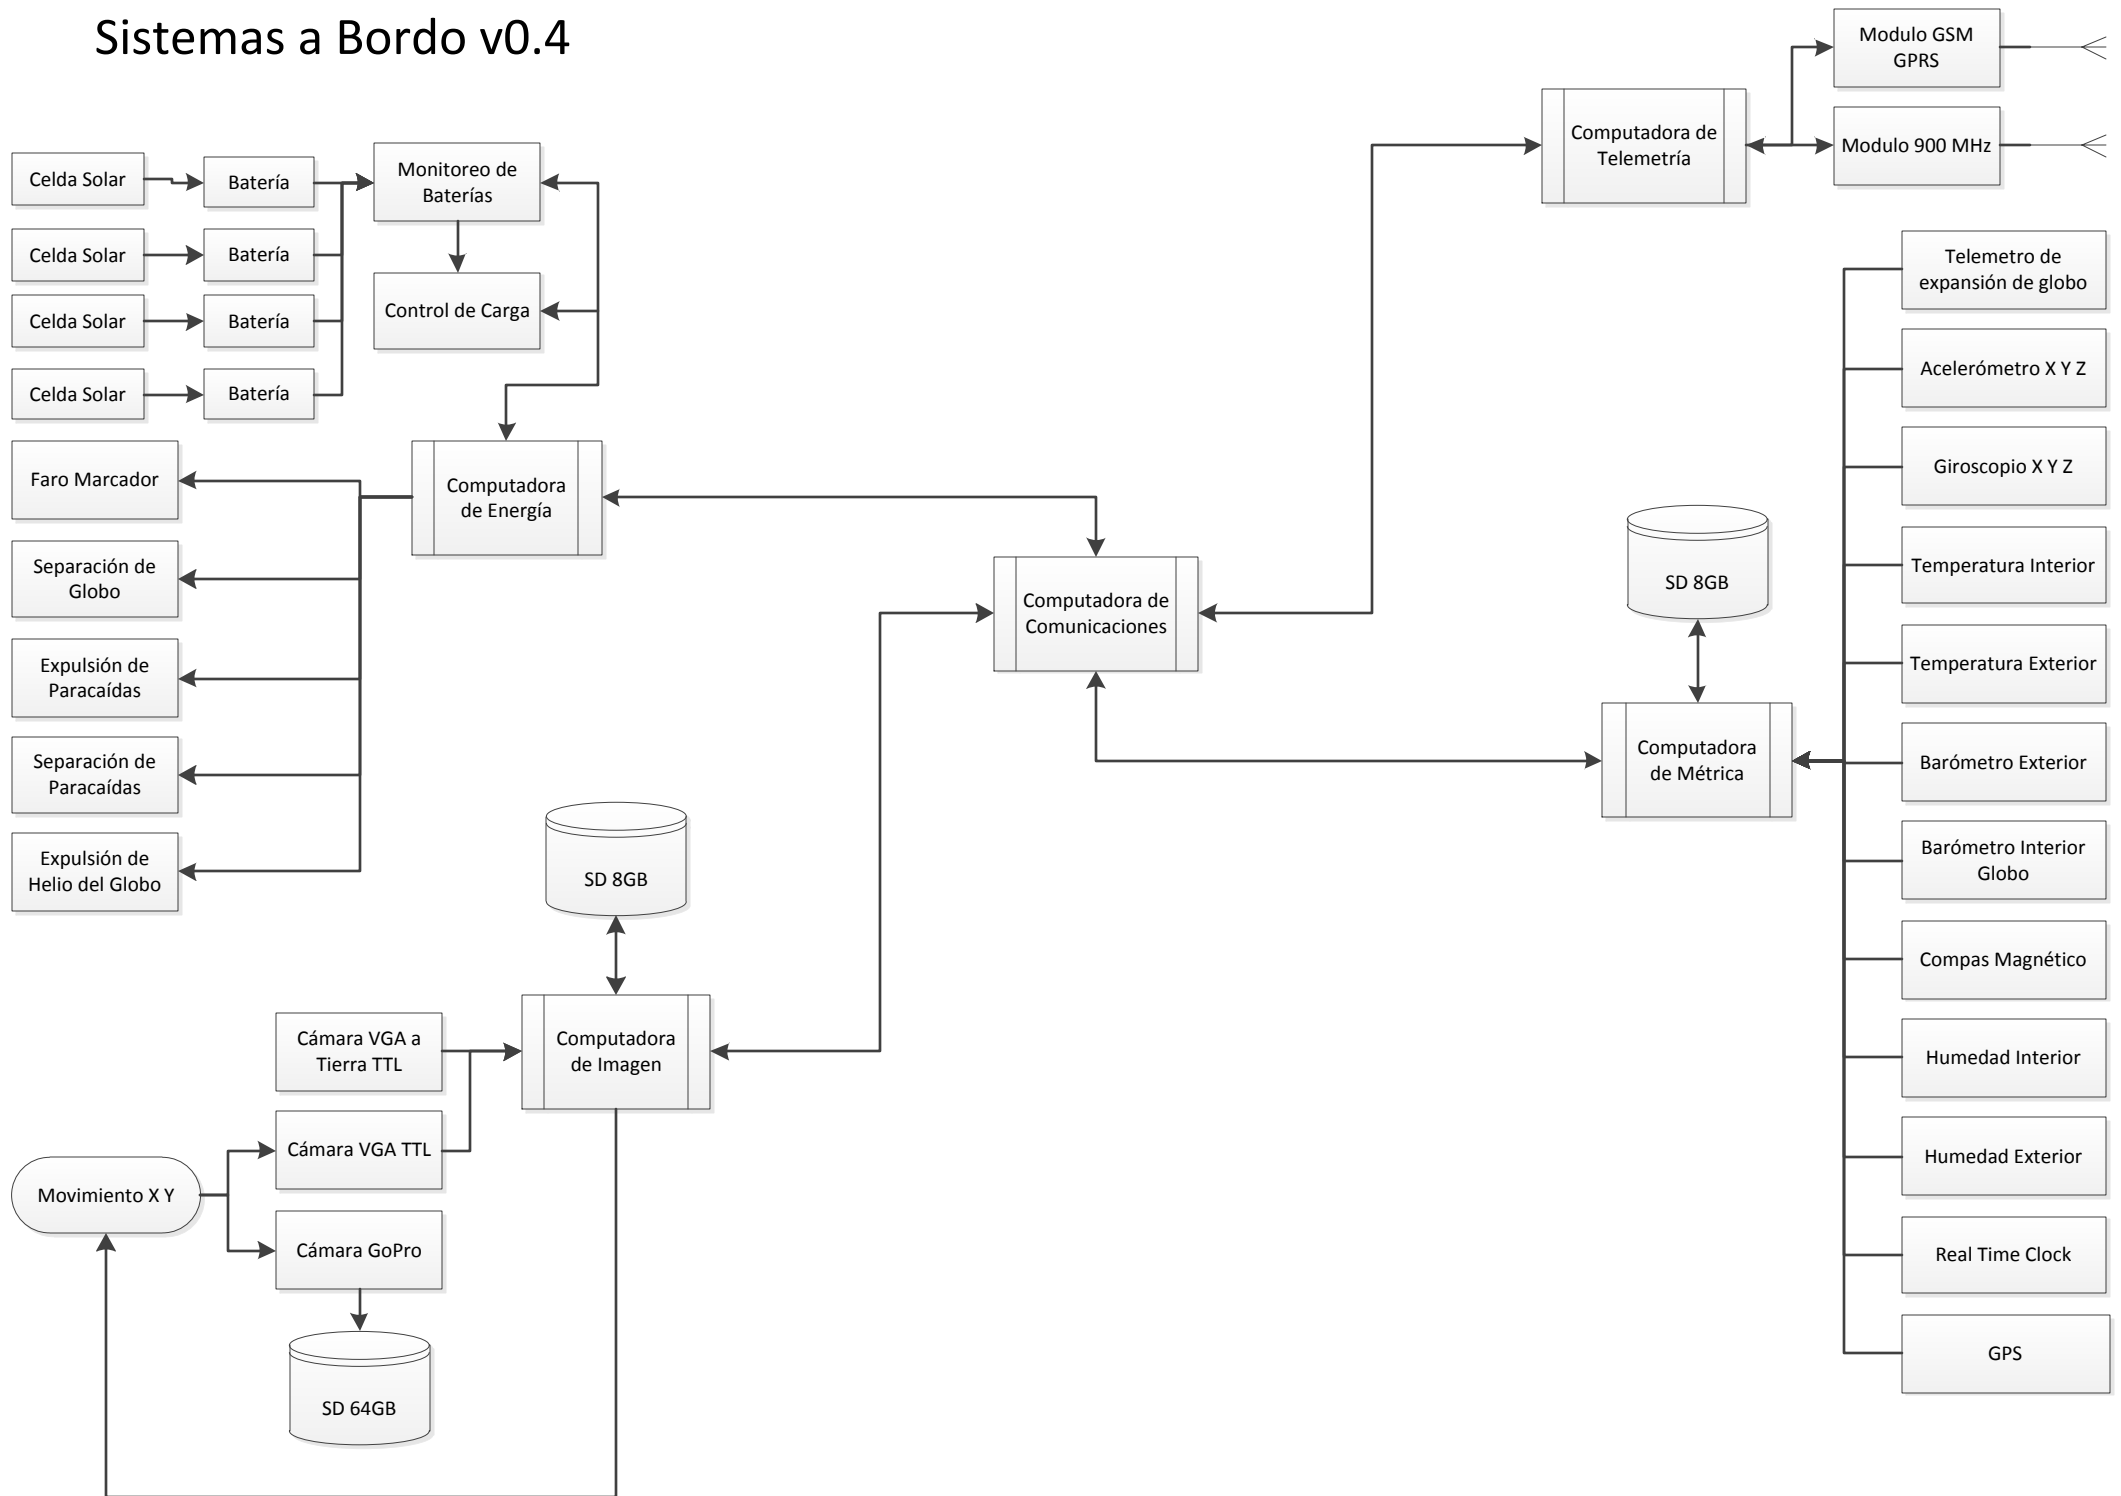 Sistemas a Bordo v0.4
Modulo GSM
GPRS
Computadora de
Telemetría
Modulo 900 MHz
Celda Solar
Batería
Monitoreo de
Baterías
Celda Solar
Batería
Celda Solar
Batería
Control de Carga
Celda Solar
Batería
Telemetro de
expansión de globo
Acelerómetro X Y Z
Giroscopio X Y Z
Temperatura Interior
Temperatura Exterior
Barómetro Exterior
Barómetro Interior
Globo
Compas Magnético
Humedad Interior
Humedad Exterior
Real Time Clock
GPS
Faro Marcador
Separación de
Globo
Expulsión de
Paracaídas
Separación de
Paracaídas
Expulsión de
Helio del Globo
Computadora
de Energía
Computadora de
Comunicaciones
SD 8GB
Computadora
de Métrica
SD 8GB
Computadora
de Imagen
Cámara VGA a
Tierra TTL
Cámara VGA TTL
Movimiento X Y
Cámara GoPro
SD 64GB